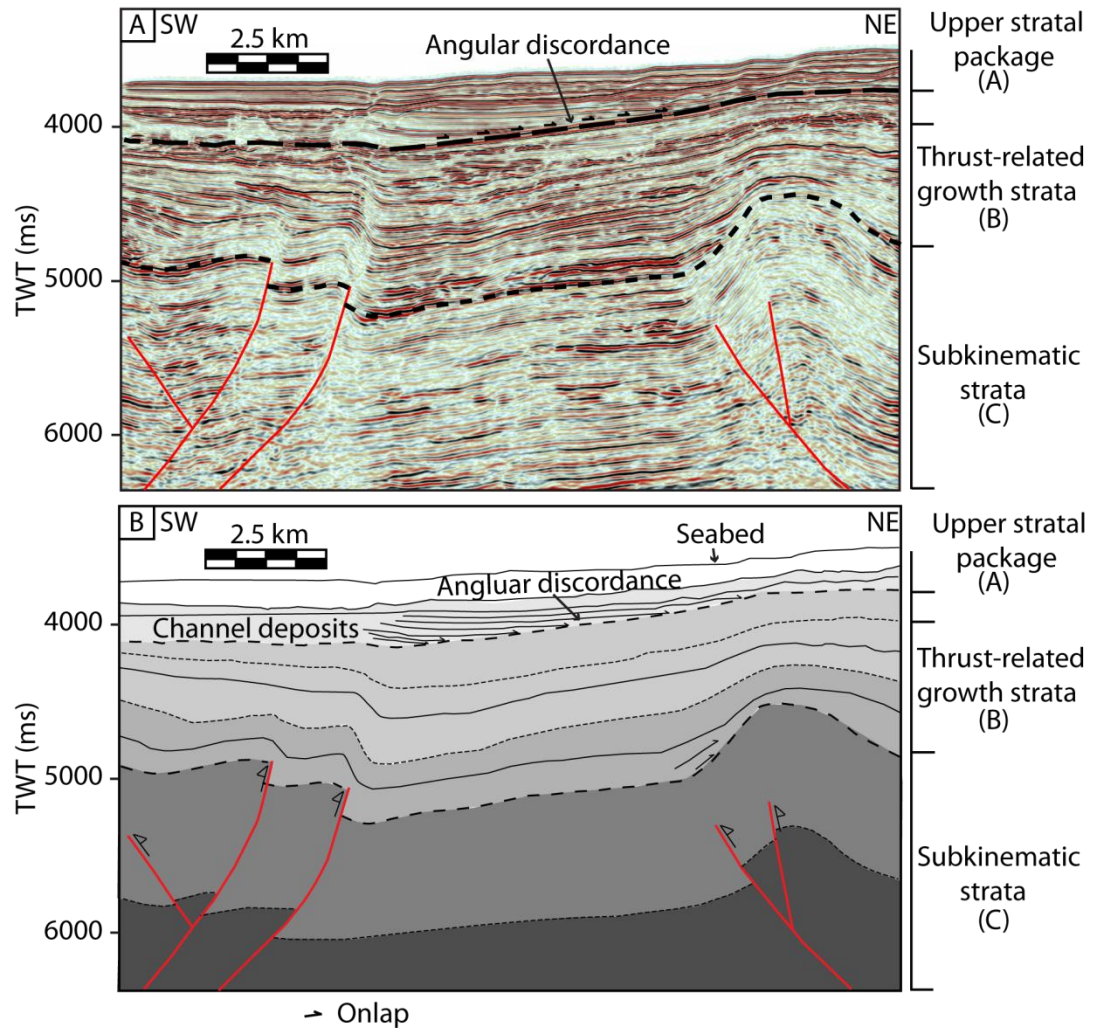 A SW
NE
2.5 km
Angular discordance
Upper stratal
package
(A)
4000
Thrust-related
growth strata
(B)
TWT (ms)
5000
Subkinematic
strata
(C)
6000
B SW
NE
2.5 km
Seabed
Upper stratal
package
(A)
Angluar discordance
4000
Channel deposits
Thrust-related
growth strata
(B)
TWT (ms)
5000
Subkinematic
strata
(C)
6000
Onlap